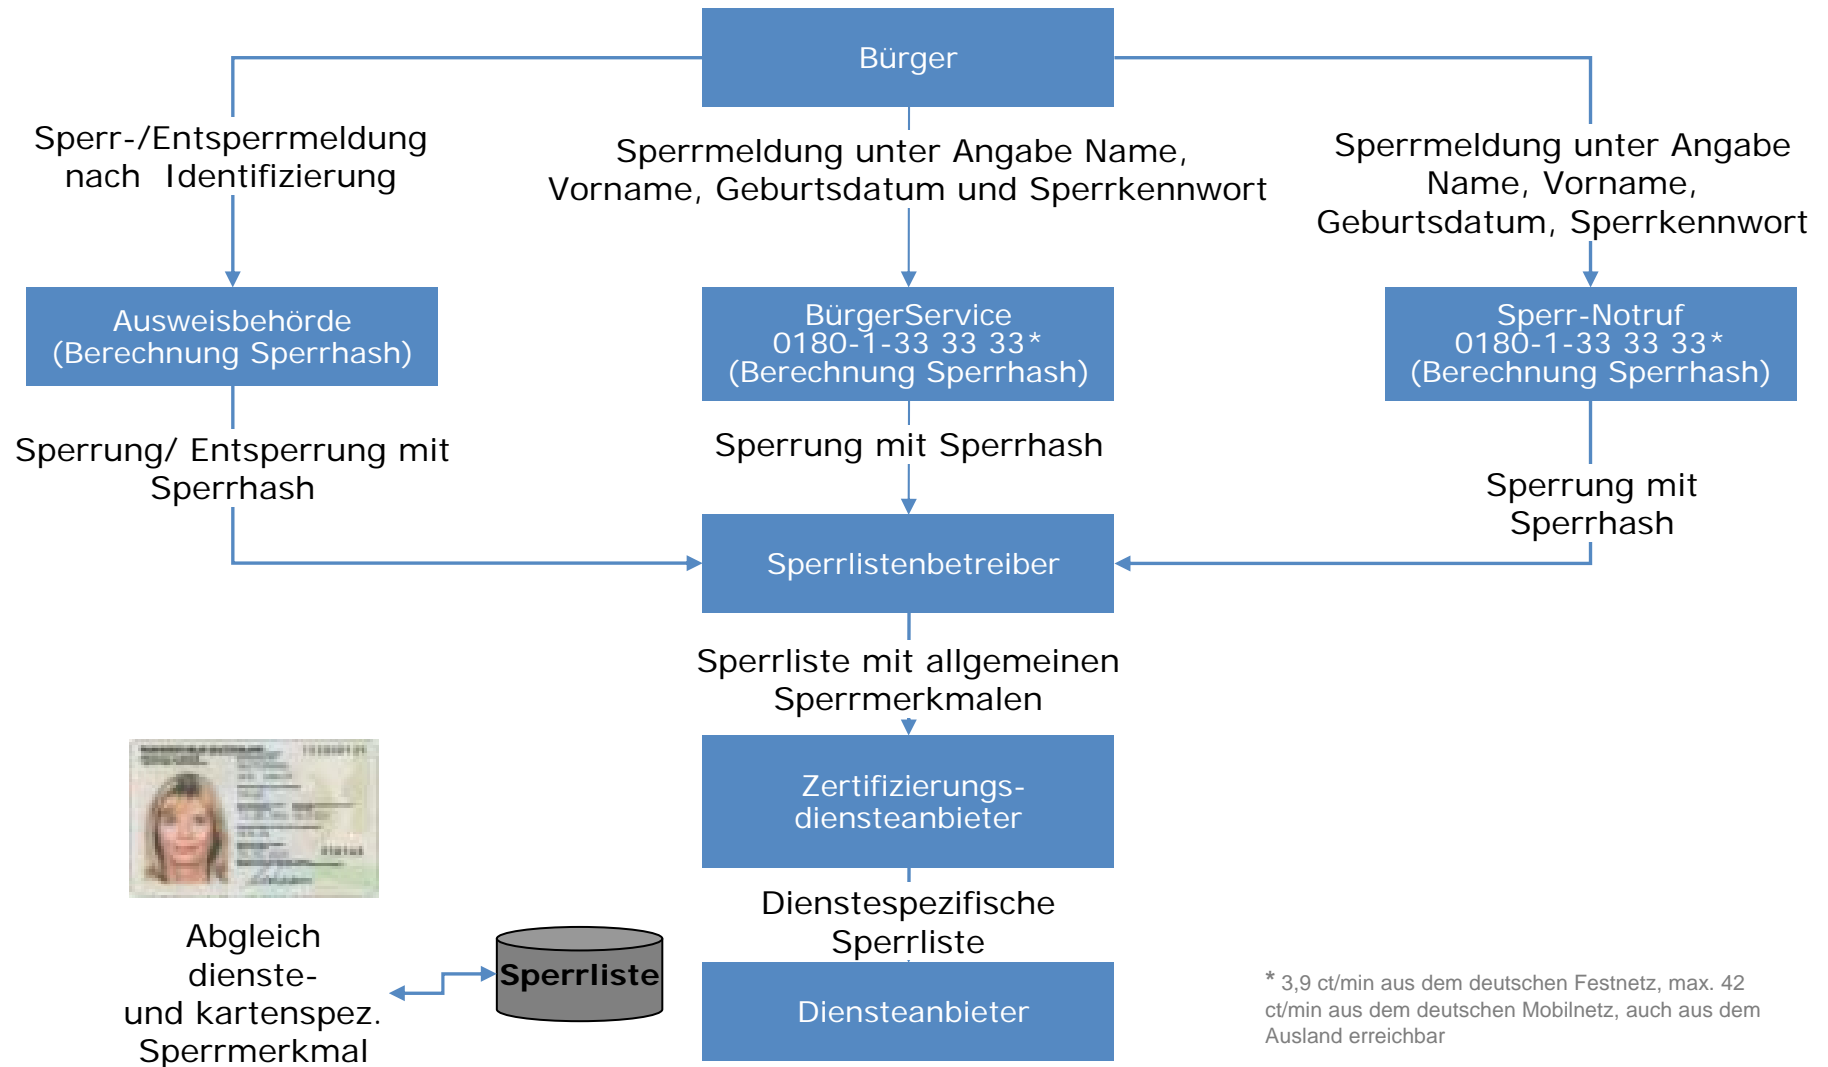 Bürger
Sperr-/Entsperrmeldung
nach Identifizierung
Sperrmeldung unter Angabe Name,
Vorname, Geburtsdatum und Sperrkennwort
Sperrmeldung unter Angabe
Name, Vorname,
Geburtsdatum, Sperrkennwort
Ausweisbehörde
(Berechnung Sperrhash)
BürgerService
0180-1-33 33 33*
(Berechnung Sperrhash)
Sperr-Notruf
0180-1-33 33 33*
(Berechnung Sperrhash)
Sperrung/ Entsperrung mit
Sperrhash
Sperrung mit Sperrhash
Sperrung mit
Sperrhash
Sperrlistenbetreiber
Sperrliste mit allgemeinen
Sperrmerkmalen
Zertifizierungs-
diensteanbieter
Dienstespezifische
Sperrliste
Diensteanbieter
Abgleich
dienste-
und kartenspez.
Sperrmerkmal
Sperrliste
* 3,9 ct/min aus dem deutschen Festnetz, max. 42
ct/min aus dem deutschen Mobilnetz, auch aus dem
Ausland erreichbar